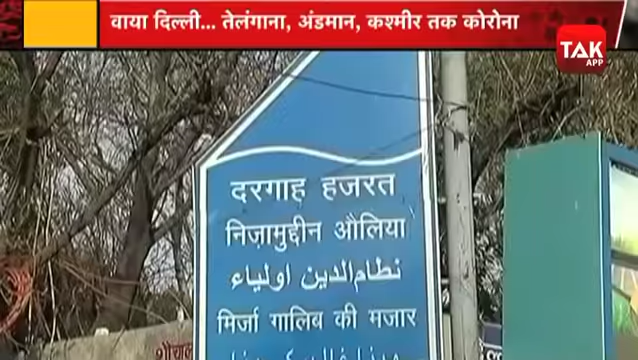 वाया दिल्ली... तेलंगाना, अंडमान, कश्मीर तक कोरोना
TAK
APP
दरगाह हजरत
निज़ामुद्दीन औलिया
نظام الدین اولیاء
मिर्जा गालिब की मजार